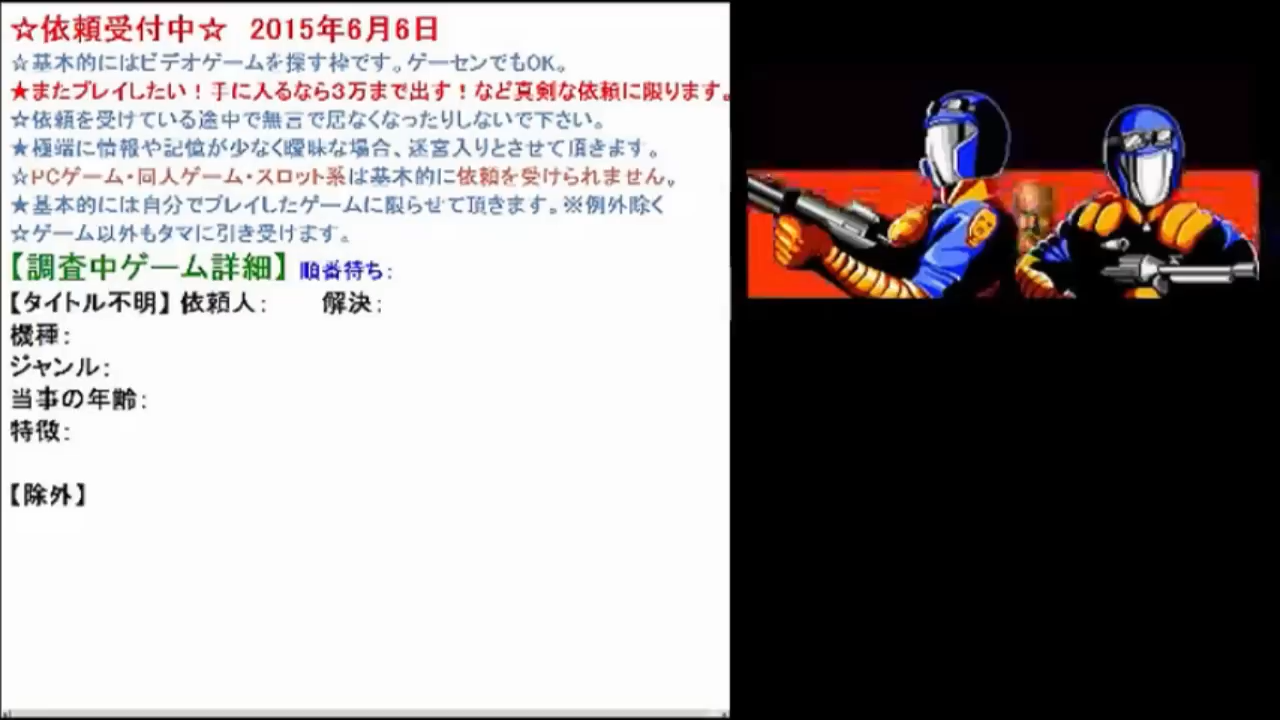 ☆依頼受付中☆ 2015年6月6日
☆基本的にはビデオゲームを探す枠です。ゲーセンでもOK。
★またプレイしたい！手に入るなら3万まで出す！など真剣な依頼に限ります。
☆依頼を受けている途中で無言で居なくなったりしないで下さい。
★極端に情報や記憶が少なく曖昧な場合、迷宮入りとさせて頂きます。
☆PCゲーム・同人ゲーム・スロット系は基本的に依頼を受けられません。
★基本的には自分でプレイしたゲームに限らせて頂きます。※例外除く
☆ゲーム以外もタマに引き受けます。
【調査中ゲーム詳細】 順番待ち：
【タイトル不明】 依頼人： 解決：
機種：
ジャンル：
当事の年齢：
特徴：
【除外】